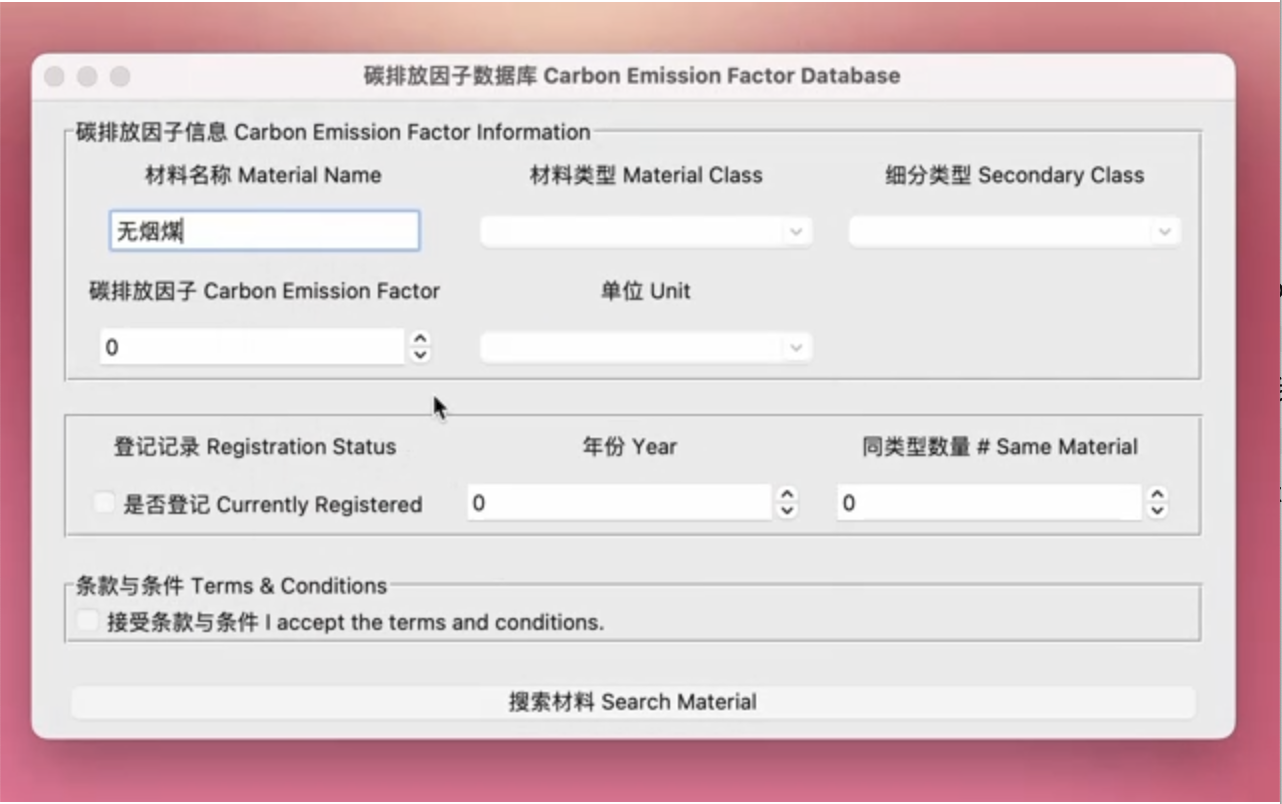 碳排放因子数据库 Carbon Emission Factor Database
碳排放因子信息 Carbon Emission Factor Information
材料名称 Material Name
材料类型 Material Class
细分类型 Secondary Class
无烟煤
碳排放因子 Carbon Emission Factor
单位 Unit
0
登记记录 Registration Status
年份 Year
同类型数量 # Same Material
是否登记 Currently Registered
0
0
条款与条件 Terms & Conditions
接受条款与条件 I accept the terms and conditions.
搜索材料 Search Material